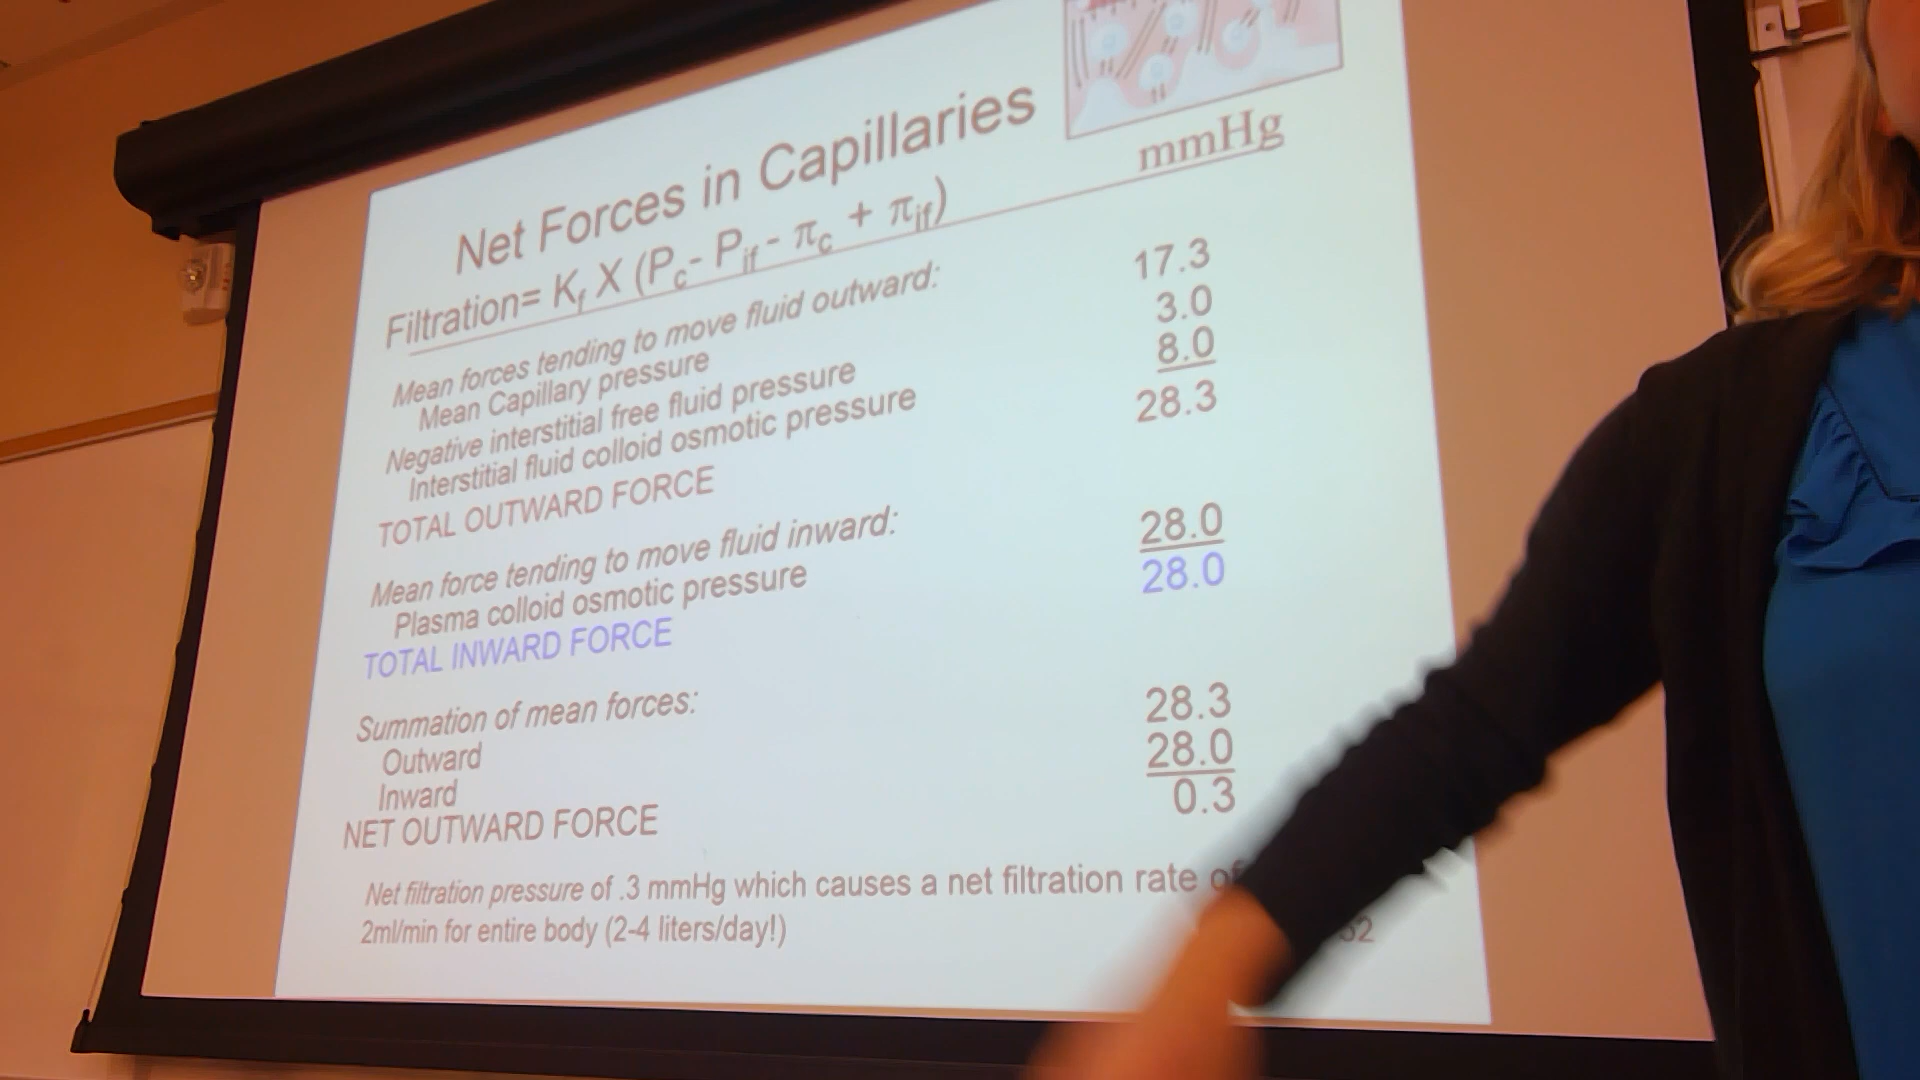 Net Forces in Capillaries
mmHg
Filtration= Kf X (Pc- Pif - πc + πif)
Mean forces tending to move fluid outward:
Mean Capillary pressure 17.3
Negative interstitial free fluid pressure 3.0
Interstitial fluid colloid osmotic pressure 8.0
TOTAL OUTWARD FORCE 28.3
Mean force tending to move fluid inward:
Plasma colloid osmotic pressure 28.0
TOTAL INWARD FORCE 28.0
Summation of mean forces:
Outward 28.3
Inward 28.0
NET OUTWARD FORCE 0.3
Net filtration pressure of .3 mmHg which causes a net filtration rate of
2ml/min for entire body (2-4 liters/day!)